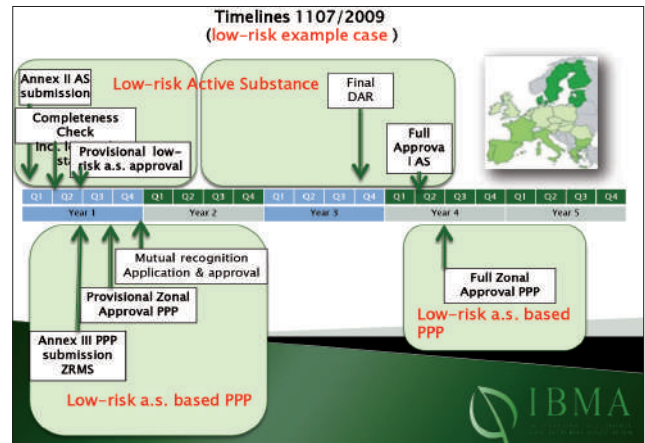 Timelines 1107/2009
(low-risk example case )
Annex II AS
submission
Low-risk Active Substance
Completeness
Check
Provisional low-
risk a.s. approval
Final
DAR
Full
Approva
l AS
Q1 Q2 Q3 Q4 Q1 Q2 Q3 Q4 Q1 Q2 Q3 Q4 Q1 Q2 Q3 Q4 Q1 Q2 Q3 Q4
Year 1 Year 2 Year 3 Year 4 Year 5
Mutual recognition
Application & approval
Provisional Zonal
Approval PPP
Annex III PPP
submission
ZRMS
Low-risk a.s. based PPP
Full Zonal
Approval PPP
Low-risk a.s. based
PPP
IBMA